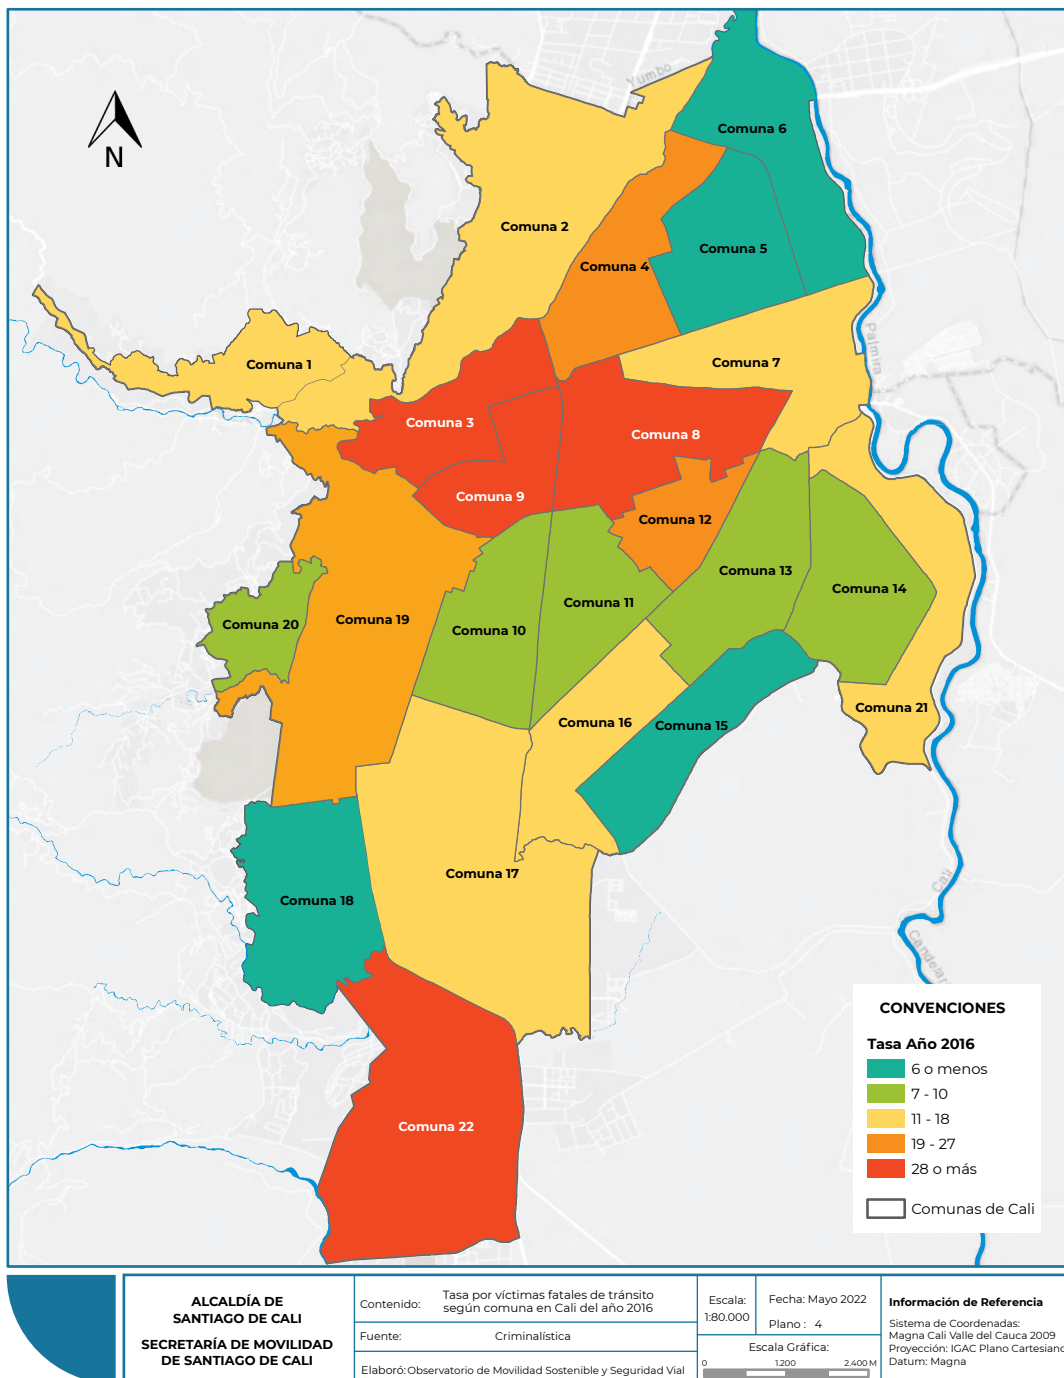 Yumbo
N
Comuna 6
Comuna 2
Comuna 5
Comuna 4
Palmira
Comuna 1
Comuna 7
Comuna 3
Comuna 8
Comuna 9
Comuna 12
Comuna 13
Comuna 14
Comuna 11
Comuna 20
Comuna 19
Comuna 10
Comuna 21
Comuna 16
Comuna 15
Comuna 17
Cali
Comuna 18
Comuna 22
CONVENCIONES
Tasa Año 2016
6 o menos
7 - 10
11 - 18
19 - 27
28 o más
Comunas de Cali
ALCALDÍA DE
SANTIAGO DE CALI
SECRETARÍA DE MOVILIDAD
DE SANTIAGO DE CALI
Contenido: Tasa por víctimas fatales de tránsito
según comuna en Cali del año 2016
Fuente: Criminalística
Elaboró: Observatorio de Movilidad Sostenible y Seguridad Vial
Escala:
1:80.000
Fecha: Mayo 2022
Plano : 4
Escala Gráfica:
0 1.200 2.400 M
Información de Referencia
Sistema de Coordenadas:
Magna Cali Valle del Cauca 2009
Proyección: IGAC Plano Cartesiano
Datum: Magna